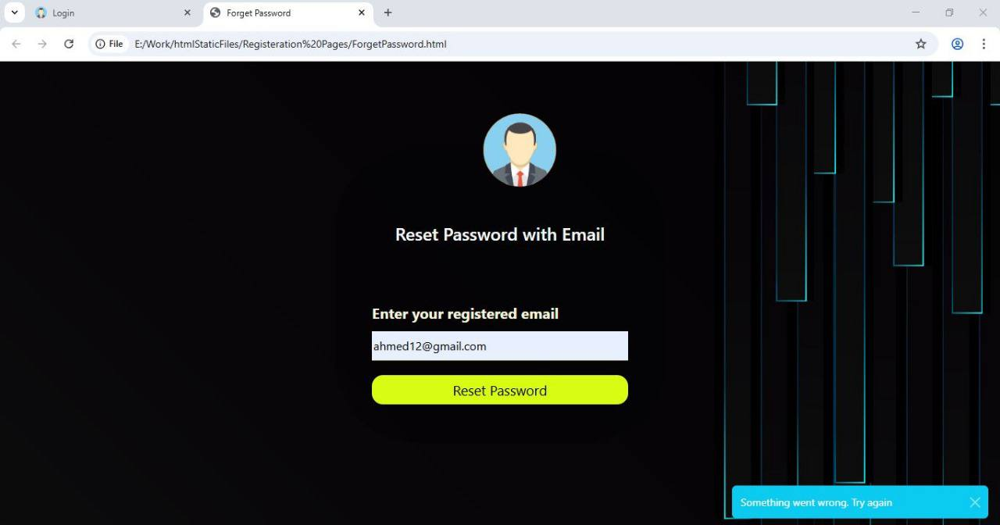 Login
Forget Password
File
E:/Work/htmlStaticFiles/Registeration%20Pages/ForgetPassword.html
Reset Password with Email
Enter your registered email
ahmed12@gmail.com
Reset Password
Something went wrong. Try again